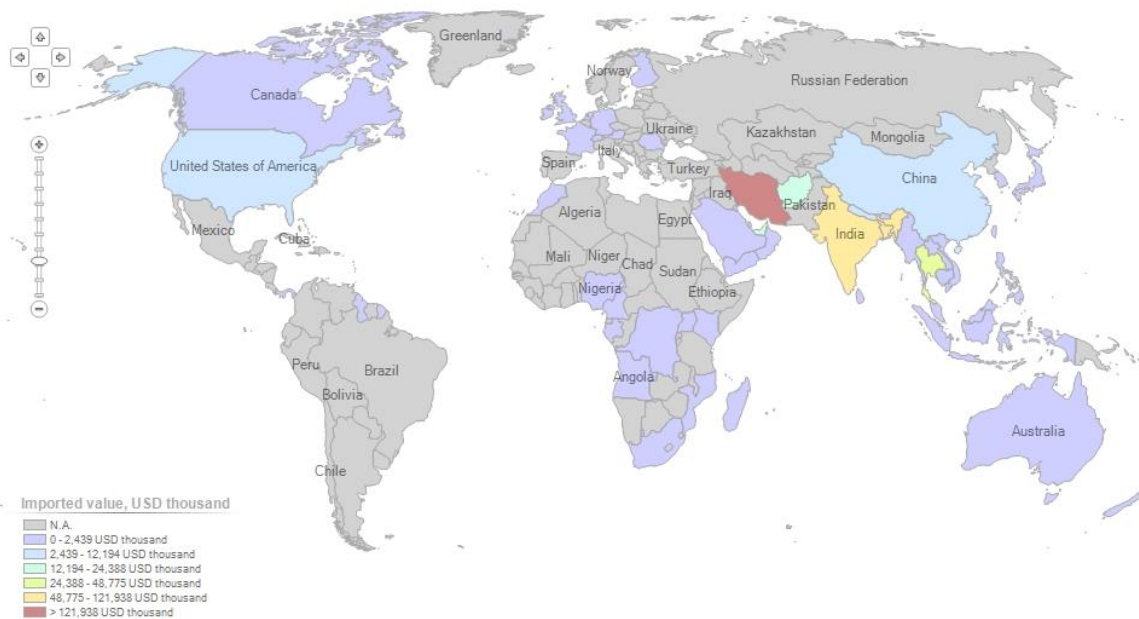 Greenland
Norway
Russian Federation
Canada
Ukraine
Kazakhstan
Mongolia
United States of America
Spain
Italy
Turkey
China
Iraq
Pakistan
Mexico
Cuba
Algeria
Egypt
India
Mali
Niger
Chad
Sudan
Nigeria
Ethiopia
Peru
Brazil
Angola
Bolivia
Australia
Chile
Imported value, USD thousand
N.A.
0 - 2,439 USD thousand
2,439 - 12,194 USD thousand
12,194 - 24,388 USD thousand
24,388 - 48,775 USD thousand
48,775 - 121,938 USD thousand
> 121,938 USD thousand